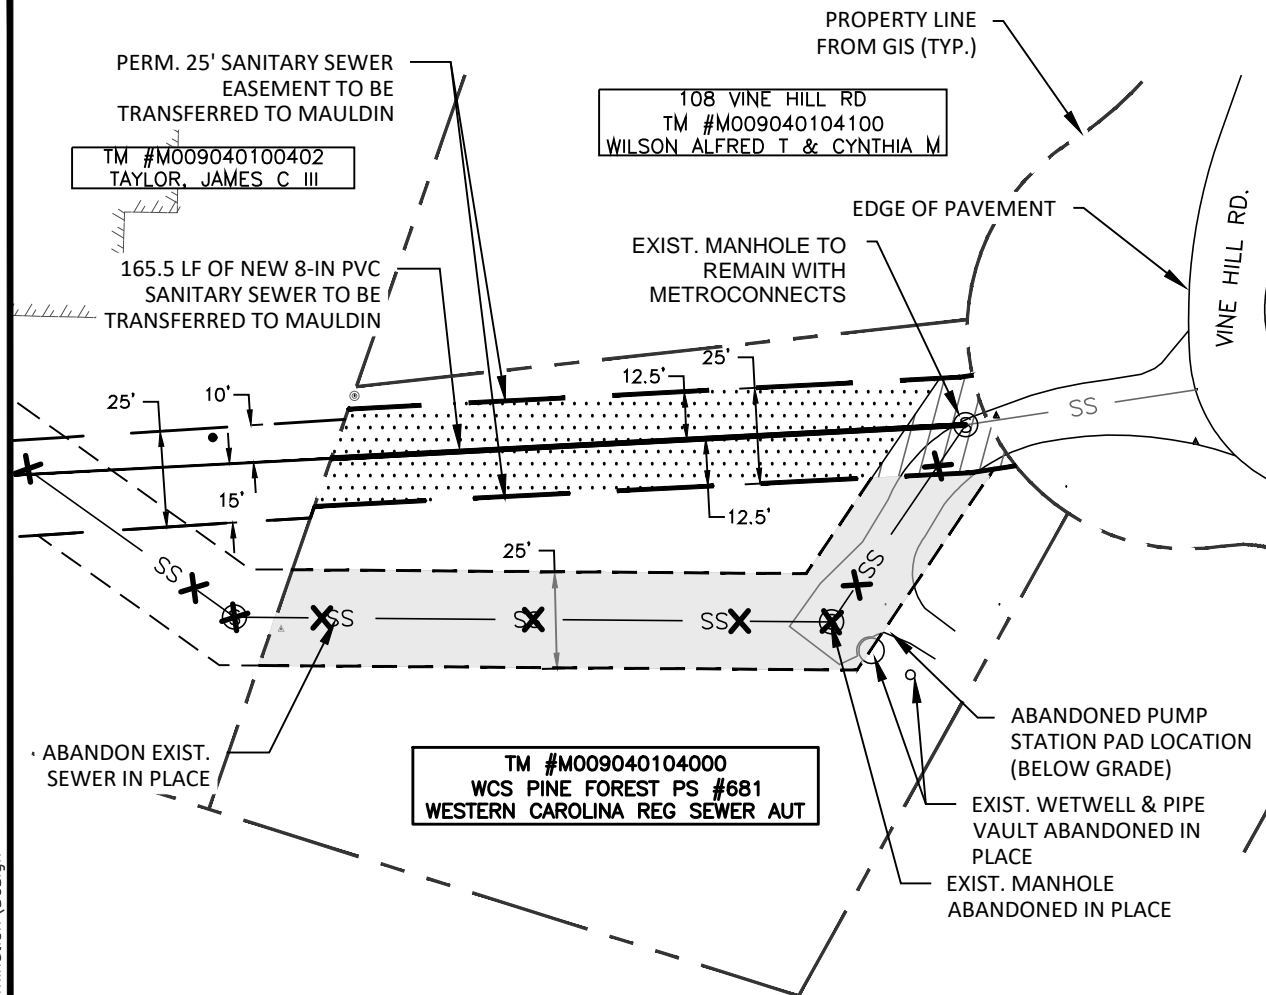 PROPERTY LINE
FROM GIS (TYP.)
PERM. 25' SANITARY SEWER
EASEMENT TO BE
TRANSFERRED TO MAULDIN
108 VINE HILL RD
TM #M009040104100
WILSON ALFRED T & CYNTHIA M
TM #M009040100402
TAYLOR, JAMES C III
EDGE OF PAVEMENT
VINE HILL RD.
EXIST. MANHOLE TO
REMAIN WITH
METROCONNECTS
165.5 LF OF NEW 8-IN PVC
SANITARY SEWER TO BE
TRANSFERRED TO MAULDIN
25'
12.5'
10'
25'
SS
S
15'
12.5'
25'
SS
SS
SS
SS
SS
ABANDON EXIST.
SEWER IN PLACE
TM #M009040104000
WCS PINE FOREST PS #681
WESTERN CAROLINA REG SEWER AUT
ABANDONED PUMP
STATION PAD LOCATION
(BELOW GRADE)
EXIST. WETWELL & PIPE
VAULT ABANDONED IN
PLACE
EXIST. MANHOLE
ABANDONED IN PLACE